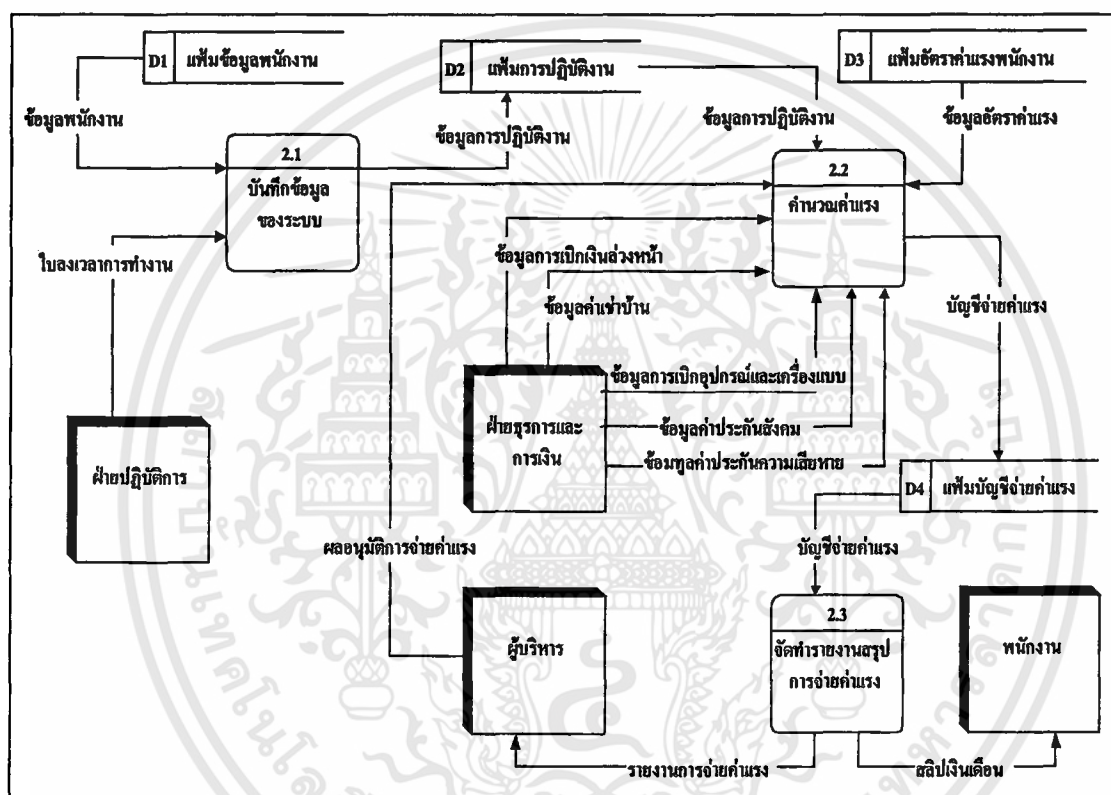 D1 แฟ้มข้อมูลพนักงาน
D2 แฟ้มการปฏิบัติงาน
D3 แฟ้มอัตราค่าแรงพนักงาน
ข้อมูลพนักงาน
ข้อมูลการปฏิบัติงาน
ข้อมูลการปฏิบัติงาน
ข้อมูลอัตราค่าแรง
2.1
บันทึกข้อมูล
ของระบบ
2.2
คำนวณค่าแรง
ใบลงเวลาการทำงาน
ข้อมูลการเบิกเงินล่วงหน้า
ข้อมูลค่าเช่าบ้าน
บัญชีจ่ายค่าแรง
ข้อมูลการเบิกอุปกรณ์และเครื่องแบบ
ฝ่ายธุรการและ
การเงิน
ข้อมูลค่าประกันสังคม
ข้อมทูลค่าประกันความเสียหาย
ฝ่ายปฏิบัติการ
D4 แฟ้มบัญชีจ่ายค่าแรง
ผลอนุมัติการจ่ายค่าแรง
บัญชีจ่ายค่าแรง
ผู้บริหาร
2.3
จัดทำรายงานสรุป
การจ่ายค่าแรง
พนักงาน
รายงานการจ่ายค่าแรง
สลิปเงินเดือน